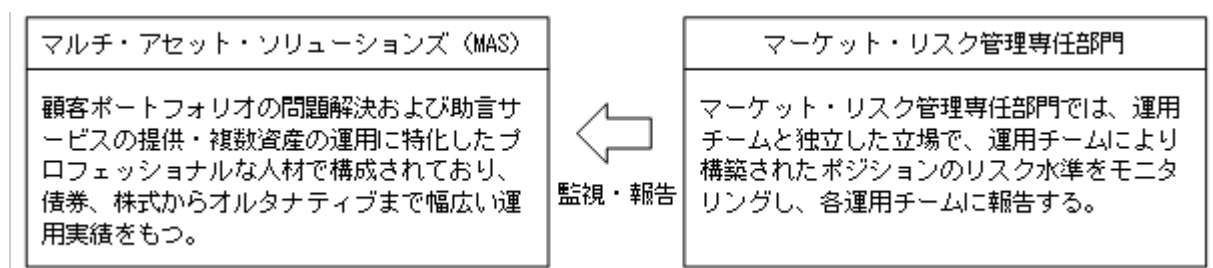 マルチ・アセット・ソリューションズ（MAS）
顧客ポートフォリオの問題解決および助言サ
ービスの提供・複数資産の運用に特化したプ
ロフェッショナルな人材で構成されており、
債券、株式からオルタナティブまで幅広い運
用実績をもつ。
監視・報告
マーケット・リスク管理専任部門
マーケット・リスク管理専任部門では、運用
チームと独立した立場で、運用チームにより
構築されたポジションのリスク水準をモニタ
リングし、各運用チームに報告する。